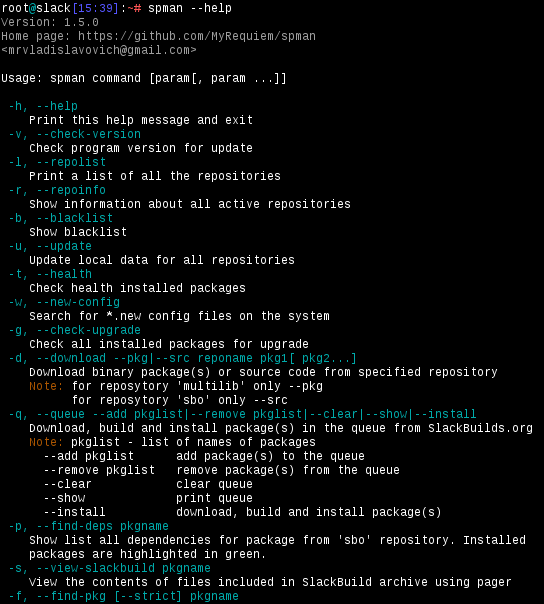 root@slack[15:39]:~# spman --help
Version: 1.5.0
Home page: https://github.com/MyRequiem/spman
<mrvladislavovich@gmail.com>
Usage: spman command [param[, param ...]]
-h, --help
Print this help message and exit
-v, --check-version
Check program version for update
-l, --repolist
Print a list of all the repositories
-r, --repoinfo
Show information about all active repositories
-b, --blacklist
Show blacklist
-u, --update
Update local data for all repositories
-t, --health
Check health installed packages
-w, --new-config
Search for *.new config files on the system
-g, --check-upgrade
Check all installed packages for upgrade
-d, --download --pkg|--src reponame pkg1[ pkg2...]
Download binary package(s) or source code from specified repository
Note: for reposytory 'multilib' only --pkg
for reposytory 'sbo' only --src
-q, --queue --add pkglist|--remove pkglist|--clear|--show|--install
Download, build and install package(s) in the queue from SlackBuilds.org
Note: pkglist - list of names of packages
--add pkglist add package(s) to the queue
--remove pkglist remove package(s) from the queue
--clear clear queue
--show print queue
--install download, build and install package(s)
-p, --find-deps pkgname
Show list all dependencies for package from 'sbo' repository. Installed
packages are highlighted in green.
-s, --view-slackbuild pkgname
View the contents of files included in SlackBuild archive using pager
-f, --find-pkg [--strict] pkgname